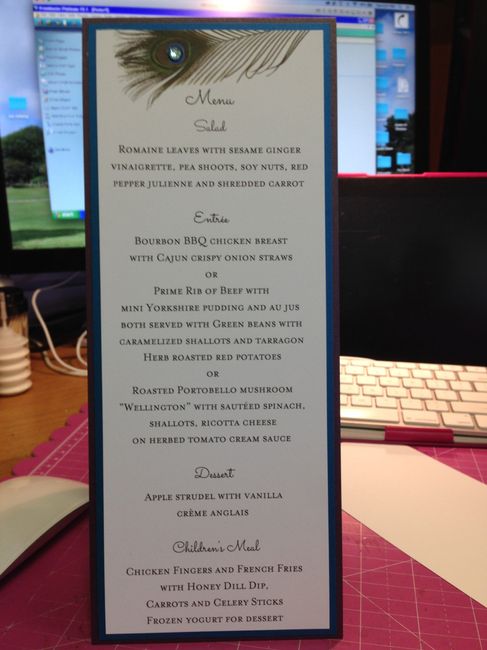 Menu
Salad
Romaine leaves with sesame ginger
vinaigrette, pea shoots, soy nuts, red
pepper julienne and shredded carrot
Entrée
Bourbon BBQ chicken breast
with Cajun crispy onion straws
or
Prime Rib of Beef with
mini Yorkshire pudding and au jus
both served with Green beans with
caramelized shallots and tarragon
Herb roasted red potatoes
or
Roasted Portobello mushroom
"Wellington" with sautéed spinach,
shallots, ricotta cheese
on herbed tomato cream sauce
Dessert
Apple strudel with vanilla
crème anglais
Children's Meal
Chicken Fingers and French Fries
with Honey Dill Dip,
Carrots and Celery Sticks
Frozen yogurt for dessert